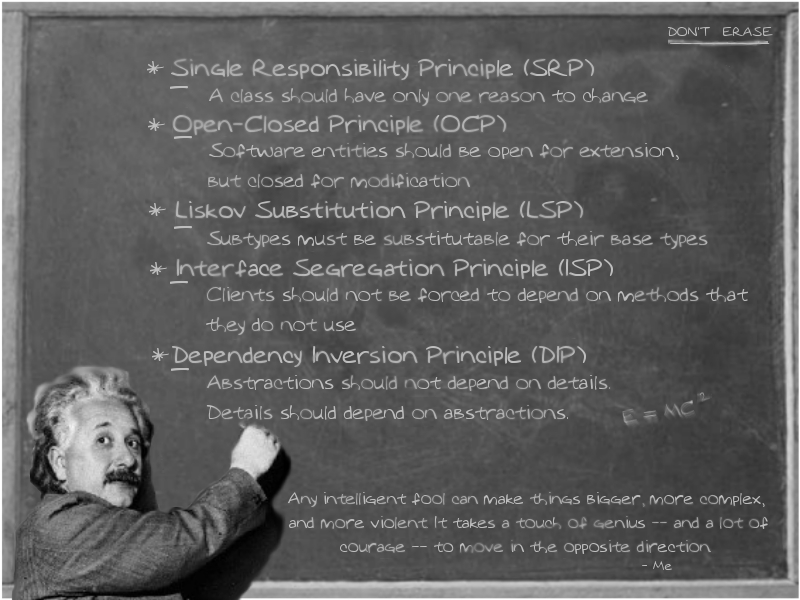 DON'T ERASE
* Single Responsibility Principle (SRP)
A class should have only one reason to change
* Open-Closed Principle (OCP)
Software entities should be open for extension,
but closed for modification
* Liskov Substitution Principle (LSP)
Subtypes must be substitutable for their base types
* Interface Segregation Principle (ISP)
Clients should not be forced to depend on methods that
they do not use
* Dependency Inversion Principle (DIP)
Abstractions should not depend on details.
Details should depend on abstractions.
E = MC²
Any intelligent fool can make things bigger, more complex,
and more violent It takes a touch of genius -- and a lot of
courage -- to move in the opposite direction
- Me